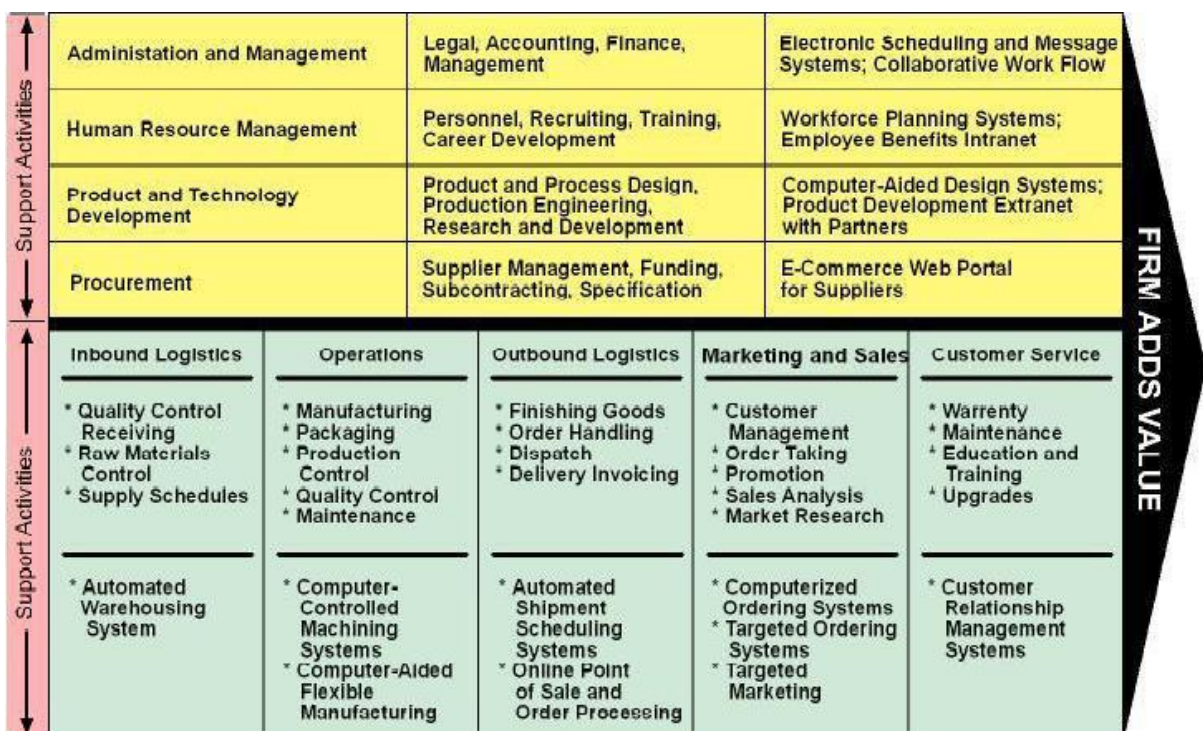 Support Activities
Administation and Management
Legal, Accounting, Finance,
Management
Electronic Scheduling and Message
Systems; Collaborative Work Flow
Human Resource Management
Personnel, Recruiting, Training,
Career Development
Workforce Planning Systems;
Employee Benefits Intranet
Product and Technology
Development
Product and Process Design,
Production Engineering,
Research and Development
Computer-Aided Design Systems;
Product Development Extranet
with Partners
Procurement
Supplier Management, Funding,
Subcontracting, Specification
E-Commerce Web Portal
for Suppliers
Support Activities
Inbound Logistics
* Quality Control
Receiving
* Raw Materials
Control
* Supply Schedules
* Automated
Warehousing
System
Operations
* Manufacturing
* Packaging
* Production
Control
* Quality Control
* Maintenance
* Computer-
Controlled
Machining
Systems
* Computer-Aided
Flexible
Manufacturing
Outbound Logistics
* Finishing Goods
* Order Handling
* Dispatch
* Delivery Invoicing
* Automated
Shipment
Scheduling
Systems
* Online Point
of Sale and
Order Processing
Marketing and Sales
* Customer
Management
* Order Taking
* Promotion
* Sales Analysis
* Market Research
* Computerized
Ordering Systems
* Targeted Ordering
Systems
* Targeted
Marketing
Customer Service
* Warrenty
* Maintenance
* Education and
Training
* Upgrades
* Customer
Relationship
Management
Systems
FIRM ADDS VALUE